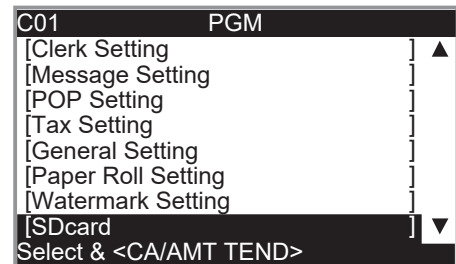 C01 PGM
[Clerk Setting ] ▲
[Message Setting ]
[POP Setting ]
[Tax Setting ]
[General Setting ]
[Paper Roll Setting ]
[Watermark Setting ]
[SDcard ] ▼
Select & <CA/AMT TEND>